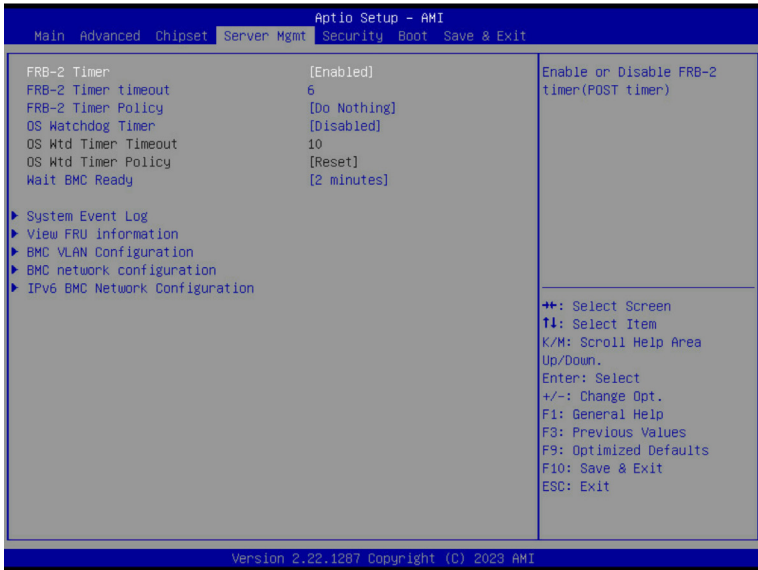 Aptio Setup – AMI
Main Advanced Chipset Server Mgmt Security Boot Save & Exit
FRB-2 Timer [Enabled]
FRB-2 Timer timeout 6
FRB-2 Timer Policy [Do Nothing]
OS Watchdog Timer [Disabled]
OS Wtd Timer Timeout 10
OS Wtd Timer Policy [Reset]
Wait BMC Ready [2 minutes]
System Event Log
View FRU information
BMC VLAN Configuration
BMC network configuration
IPv6 BMC Network Configuration
Enable or Disable FRB-2
timer(POST timer)
→←: Select Screen
↑↓: Select Item
K/M: Scroll Help Area
Up/Down.
Enter: Select
+/-: Change Opt.
F1: General Help
F3: Previous Values
F9: Optimized Defaults
F10: Save & Exit
ESC: Exit
Version 2.22.1287 Copyright (C) 2023 AMI